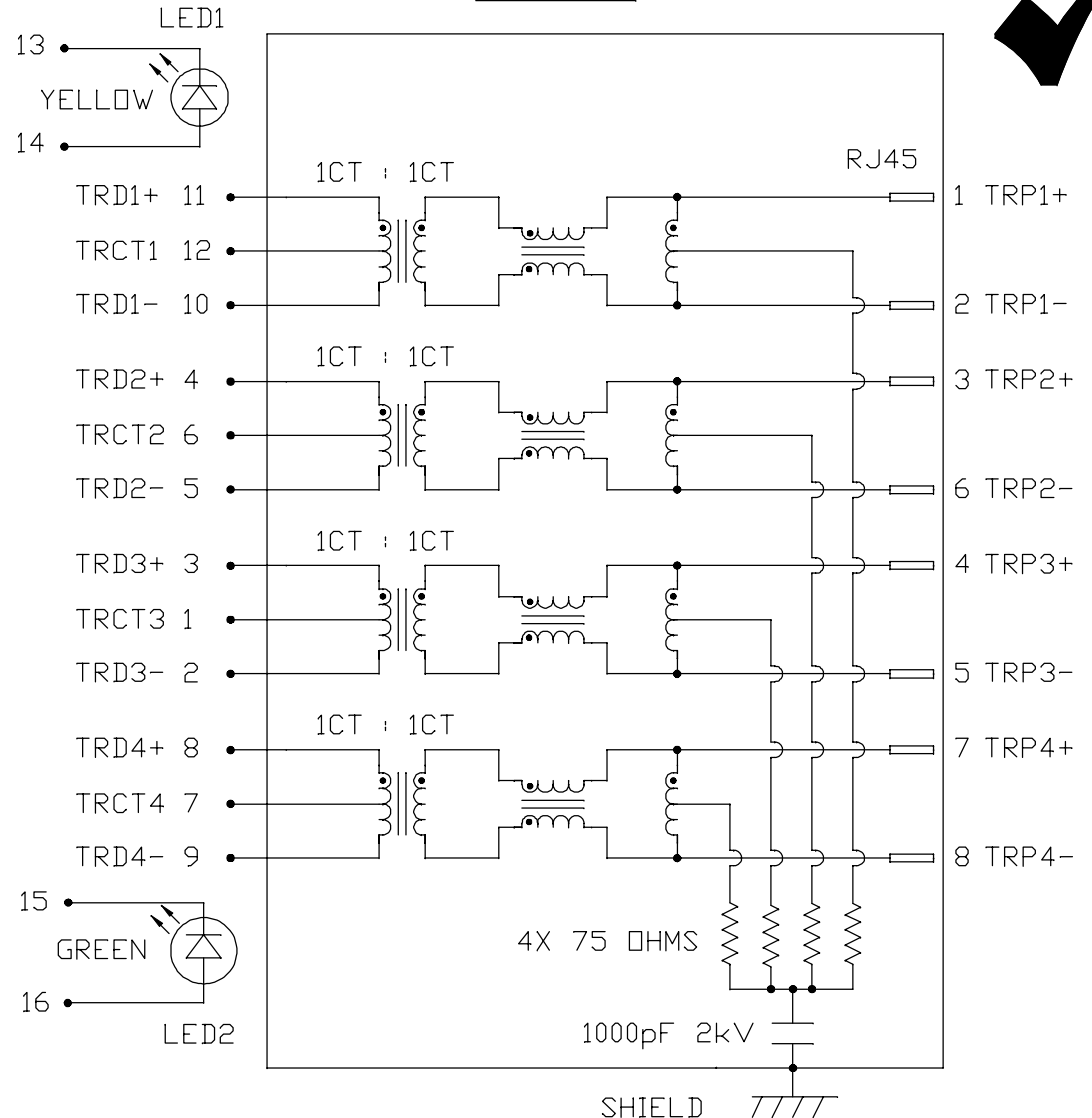 LED1
13
YELLOW
14
RJ45
1CT : 1CT
TRD1+ 11
1 TRP1+
TRCT1 12
TRD1- 10
2 TRP1-
1CT : 1CT
TRD2+ 4
3 TRP2+
TRCT2 6
TRD2- 5
6 TRP2-
1CT : 1CT
TRD3+ 3
4 TRP3+
TRCT3 1
TRD3- 2
5 TRP3-
1CT : 1CT
TRD4+ 8
7 TRP4+
TRCT4 7
TRD4- 9
8 TRP4-
15
GREEN
4X 75 OHMS
16
LED2
1000pF 2kV
SHIELD